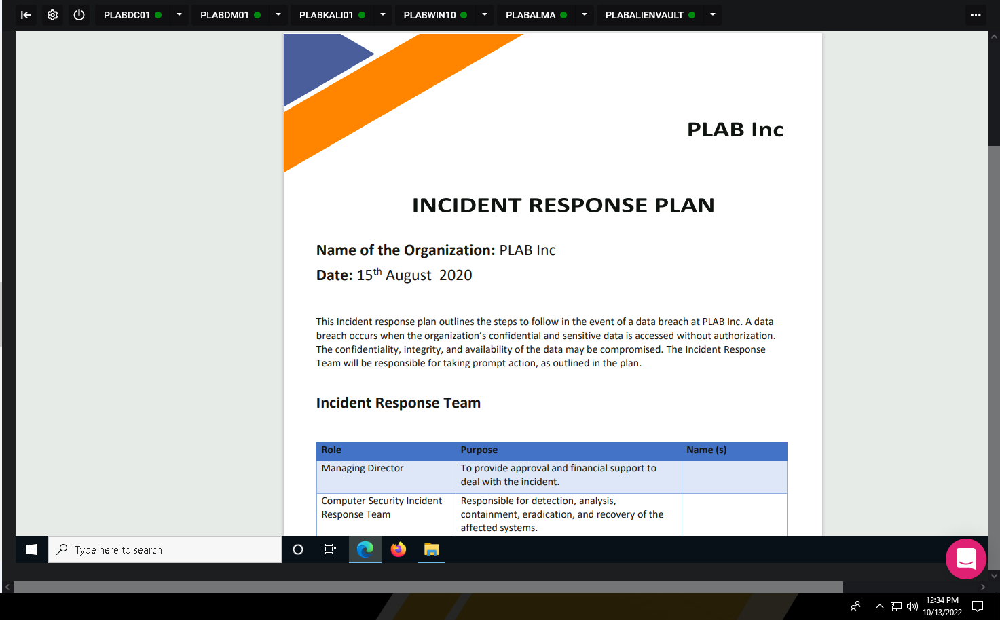 PLABDC01 PLABDM01 PLABKALI01 PLABWIN10 PLABALMA PLABALIENVAULT
PLAB Inc
INCIDENT RESPONSE PLAN
Name of the Organization: PLAB Inc
Date: 15th August 2020
This Incident response plan outlines the steps to follow in the event of a data breach at PLAB Inc. A data
breach occurs when the organization’s confidential and sensitive data is accessed without authorization.
The confidentiality, integrity, and availability of the data may be compromised. The Incident Response
Team will be responsible for taking prompt action, as outlined in the plan.
Incident Response Team
Role Purpose Name (s)
Managing Director To provide approval and financial support to
deal with the incident.
Computer Security Incident Responsible for detection, analysis,
Response Team containment, eradication, and recovery of the
affected systems.
Type here to search
12:34 PM
10/13/2022